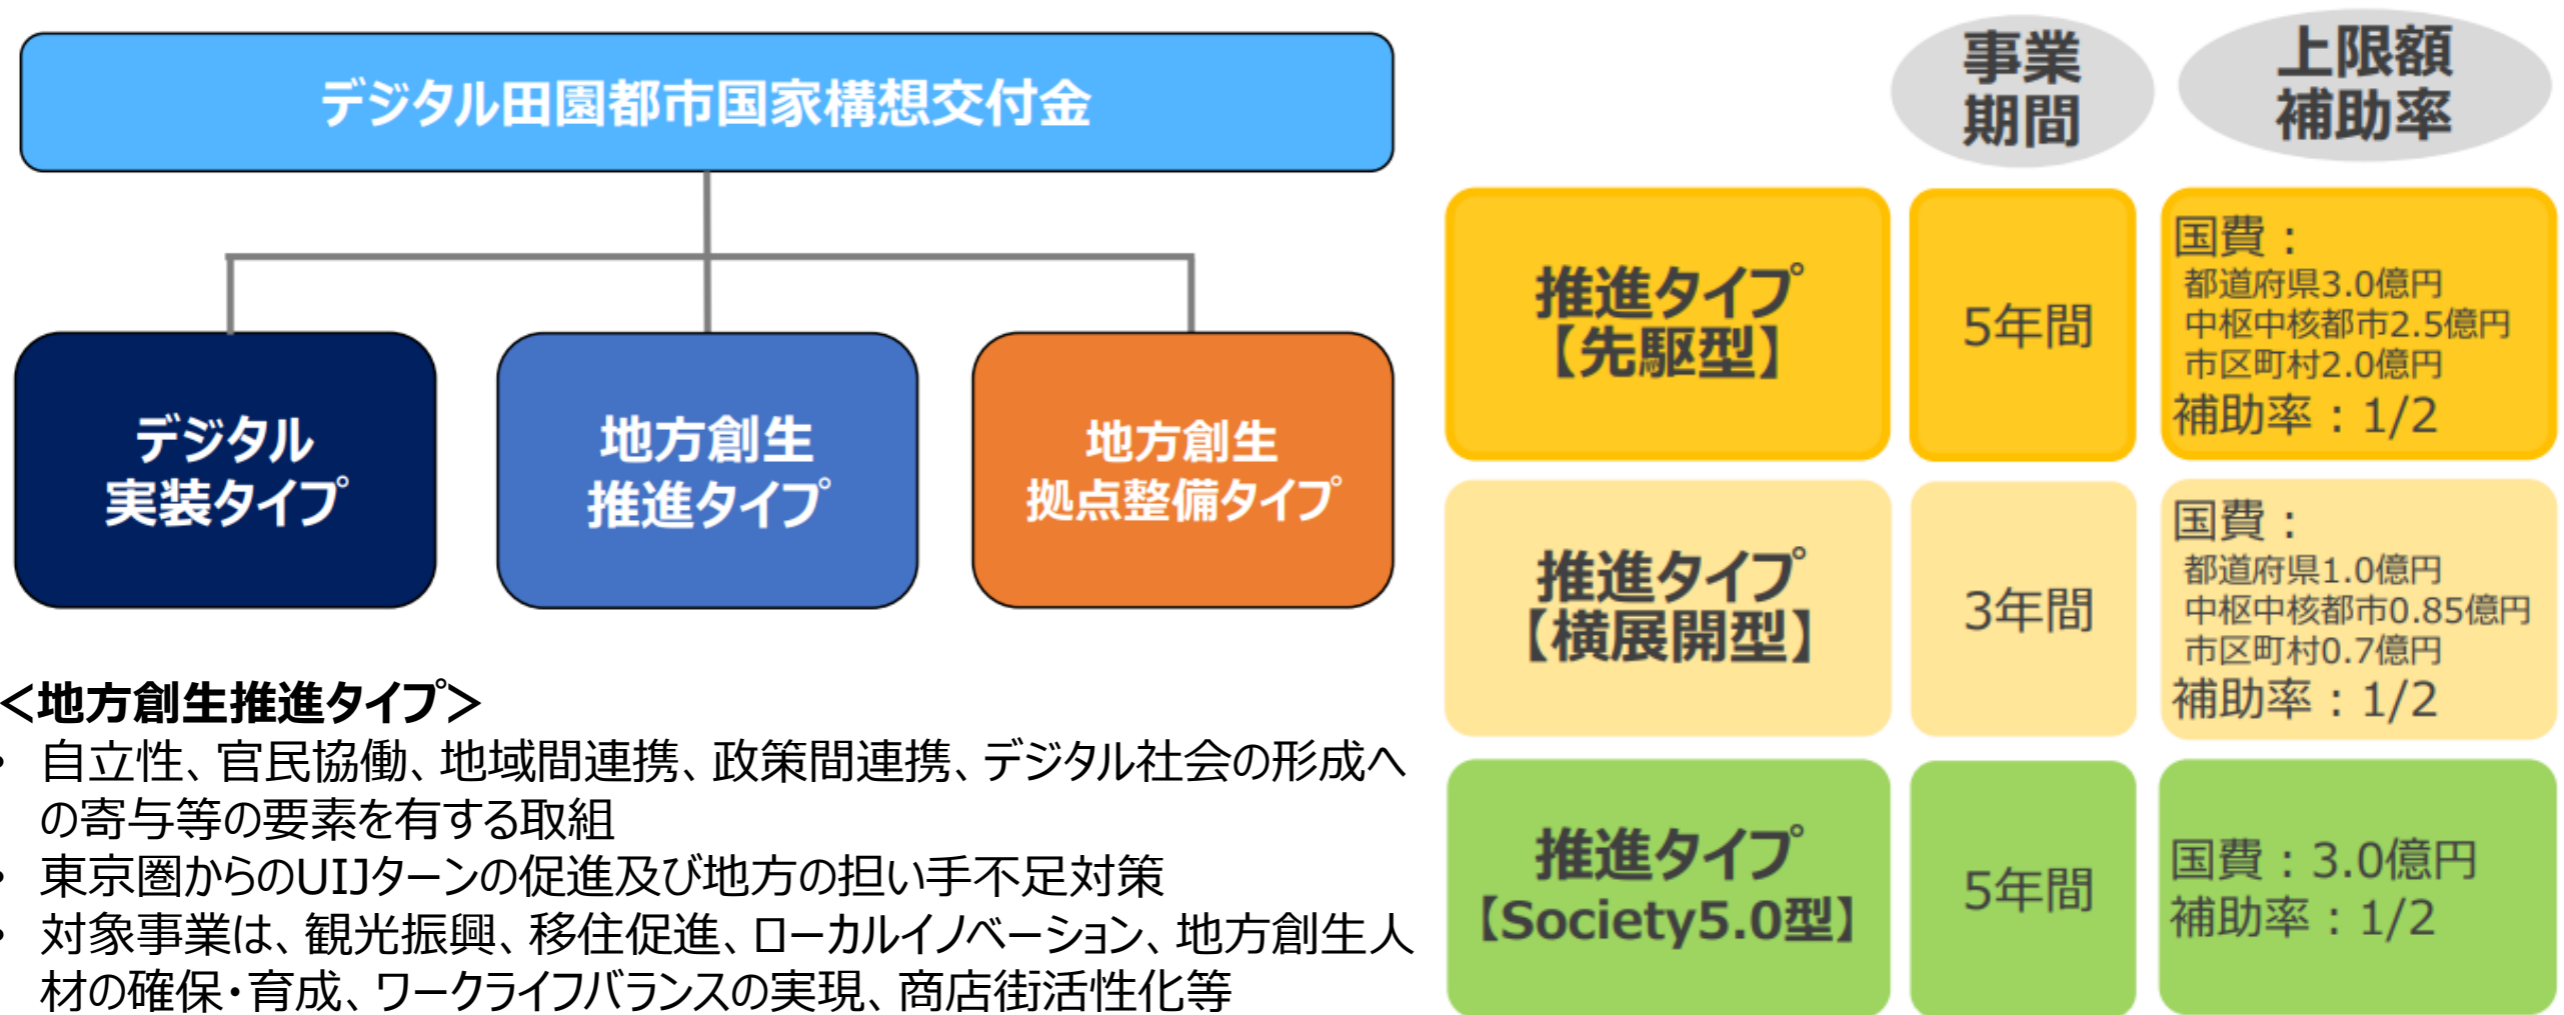 デジタル田園都市国家構想交付金
デジタル
実装タイプ
地方創生
推進タイプ
地方創生
拠点整備タイプ
＜地方創生推進タイプ＞
・ 自立性、官民協働、地域間連携、政策間連携、デジタル社会の形成へ
の寄与等の要素を有する取組
・ 東京圏からのUIJターンの促進及び地方の担い手不足対策
・ 対象事業は、観光振興、移住促進、ローカルイノベーション、地方創生人
材の確保・育成、ワークライフバランスの実現、商店街活性化等
事業
期間
上限額
補助率
推進タイプ
【先駆型】
5年間
国費：
都道府県3.0億円
中枢中核都市2.5億円
市区町村2.0億円
補助率：1/2
推進タイプ
【横展開型】
3年間
国費：
都道府県1.0億円
中枢中核都市0.85億円
市区町村0.7億円
補助率：1/2
推進タイプ
【Society5.0型】
5年間
国費：3.0億円
補助率：1/2